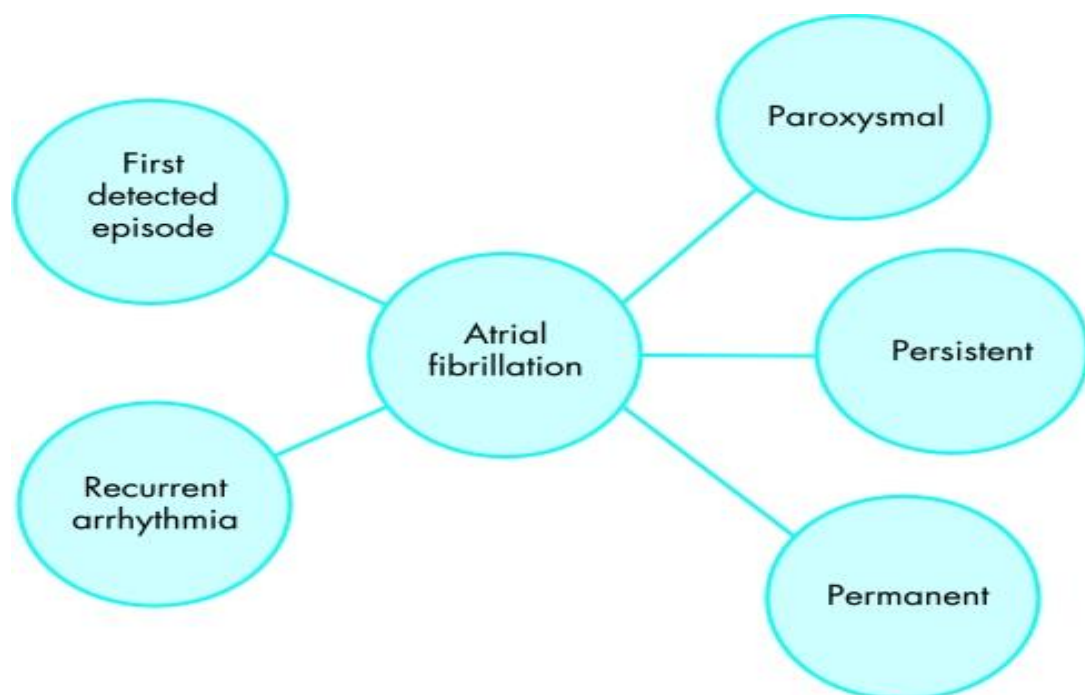 First
detected
episode
Paroxysmal
Atrial
fibrillation
Persistent
Recurrent
arrhythmia
Permanent